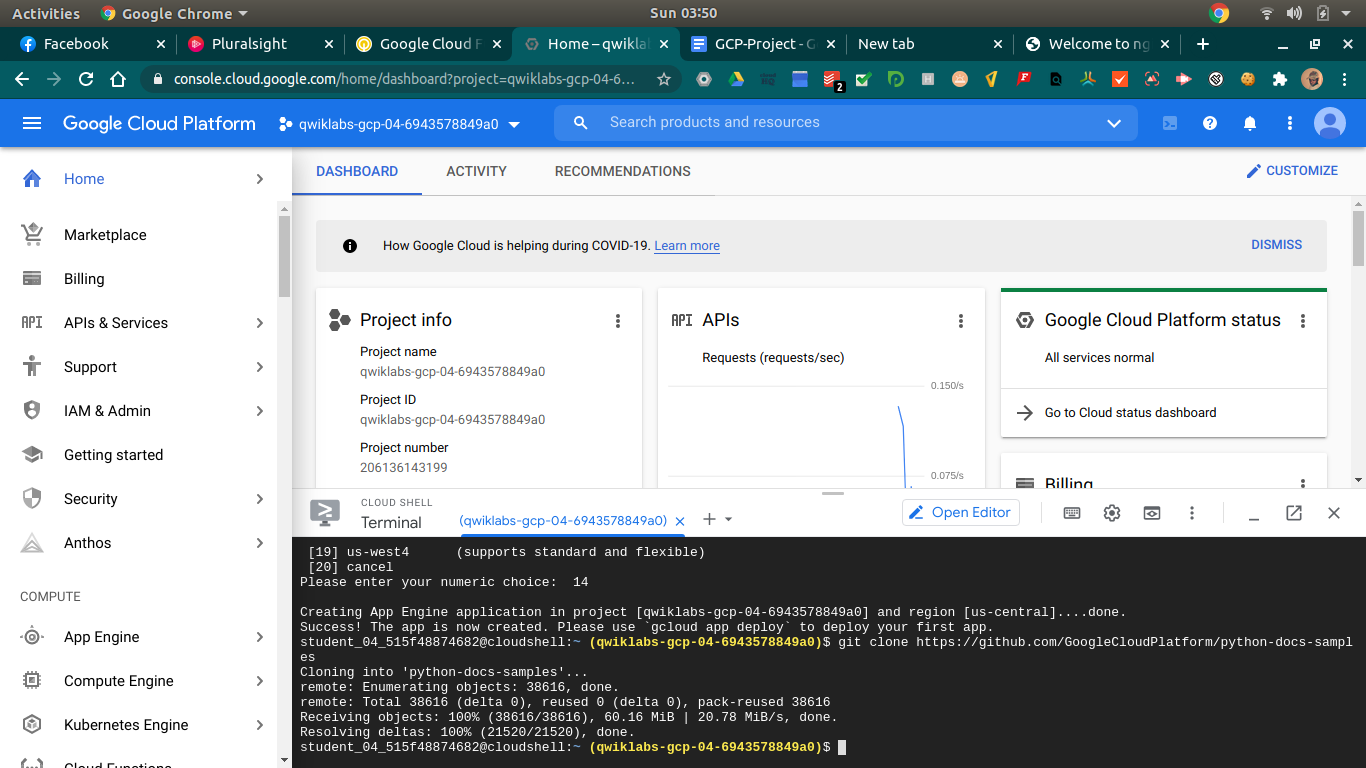 Activities
Google Chrome
Sun 03:50
Facebook
Pluralsight
Google Cloud F
Home – qwikla
GCP-Project - G
New tab
Welcome to ng
console.cloud.google.com/home/dashboard?project=qwiklabs-gcp-04-6…
2
Google Cloud Platform
qwiklabs-gcp-04-6943578849a0
Search products and resources
Home
Marketplace
Billing
API APIs & Services
Support
IAM & Admin
Getting started
Security
Anthos
COMPUTE
App Engine
Compute Engine
Kubernetes Engine
Cloud Functions
DASHBOARD
ACTIVITY
RECOMMENDATIONS
CUSTOMIZE
How Google Cloud is helping during COVID-19. Learn more
DISMISS
Project info
Project name
qwiklabs-gcp-04-6943578849a0
Project ID
qwiklabs-gcp-04-6943578849a0
Project number
206136143199
API APIs
Requests (requests/sec)
0.150/s
0.075/s
Google Cloud Platform status
All services normal
Go to Cloud status dashboard
Billing
CLOUD SHELL
Terminal
(qwiklabs-gcp-04-6943578849a0)
Open Editor
[19] us-west4      (supports standard and flexible)
[20] cancel
Please enter your numeric choice:  14
Creating App Engine application in project [qwiklabs-gcp-04-6943578849a0] and region [us-central]....done.
Success! The app is now created. Please use `gcloud app deploy` to deploy your first app.
student_04_515f48874682@cloudshell:~ (qwiklabs-gcp-04-6943578849a0)$ git clone https://github.com/GoogleCloudPlatform/python-docs-sampl
es
Cloning into 'python-docs-samples'...
remote: Enumerating objects: 38616, done.
remote: Total 38616 (delta 0), reused 0 (delta 0), pack-reused 38616
Receiving objects: 100% (38616/38616), 60.16 MiB | 20.78 MiB/s, done.
Resolving deltas: 100% (21520/21520), done.
student_04_515f48874682@cloudshell:~ (qwiklabs-gcp-04-6943578849a0)$